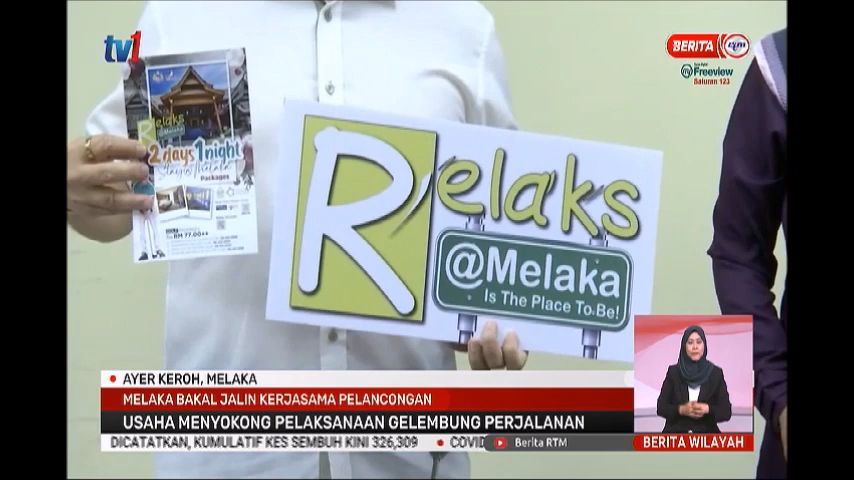 tv1
BERITA rtm
myFreeview
Saluran 123
Relaks
@Melaka
2 days 1 night
Packages
RM 77.00++
Relaks
@Melaka
Is The Place To Be!
AYER KEROH, MELAKA
MELAKA BAKAL JALIN KERJASAMA PELANCONGAN
USAHA MENYOKONG PELAKSANAAN GELEMBUNG PERJALANAN
DICATATKAN, KUMULATIF KES SEMBUH KINI 326,309 • COVID
Berita RTM
BERITA WILAYAH